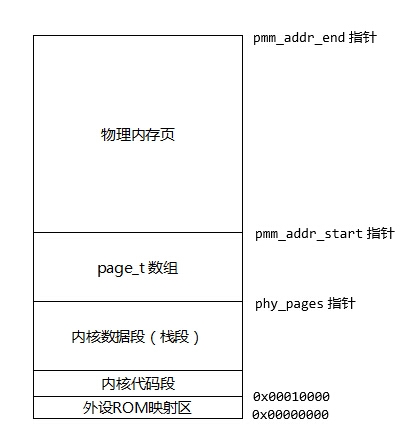 pmm_addr_end 指针
物理内存页
pmm_addr_start 指针
page_t 数组
phy_pages 指针
内核数据段（栈段）
内核代码段
0x00010000
外设ROM映射区
0x00000000